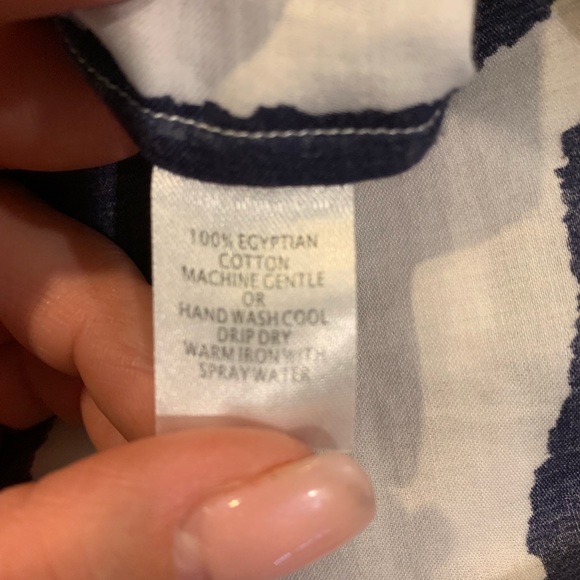 100% EGYPTIAN
COTTON
MACHINE GENTLE
OR
HAND WASH COOL
DRIP DRY
WARM IRON WITH
SPRAY WATER